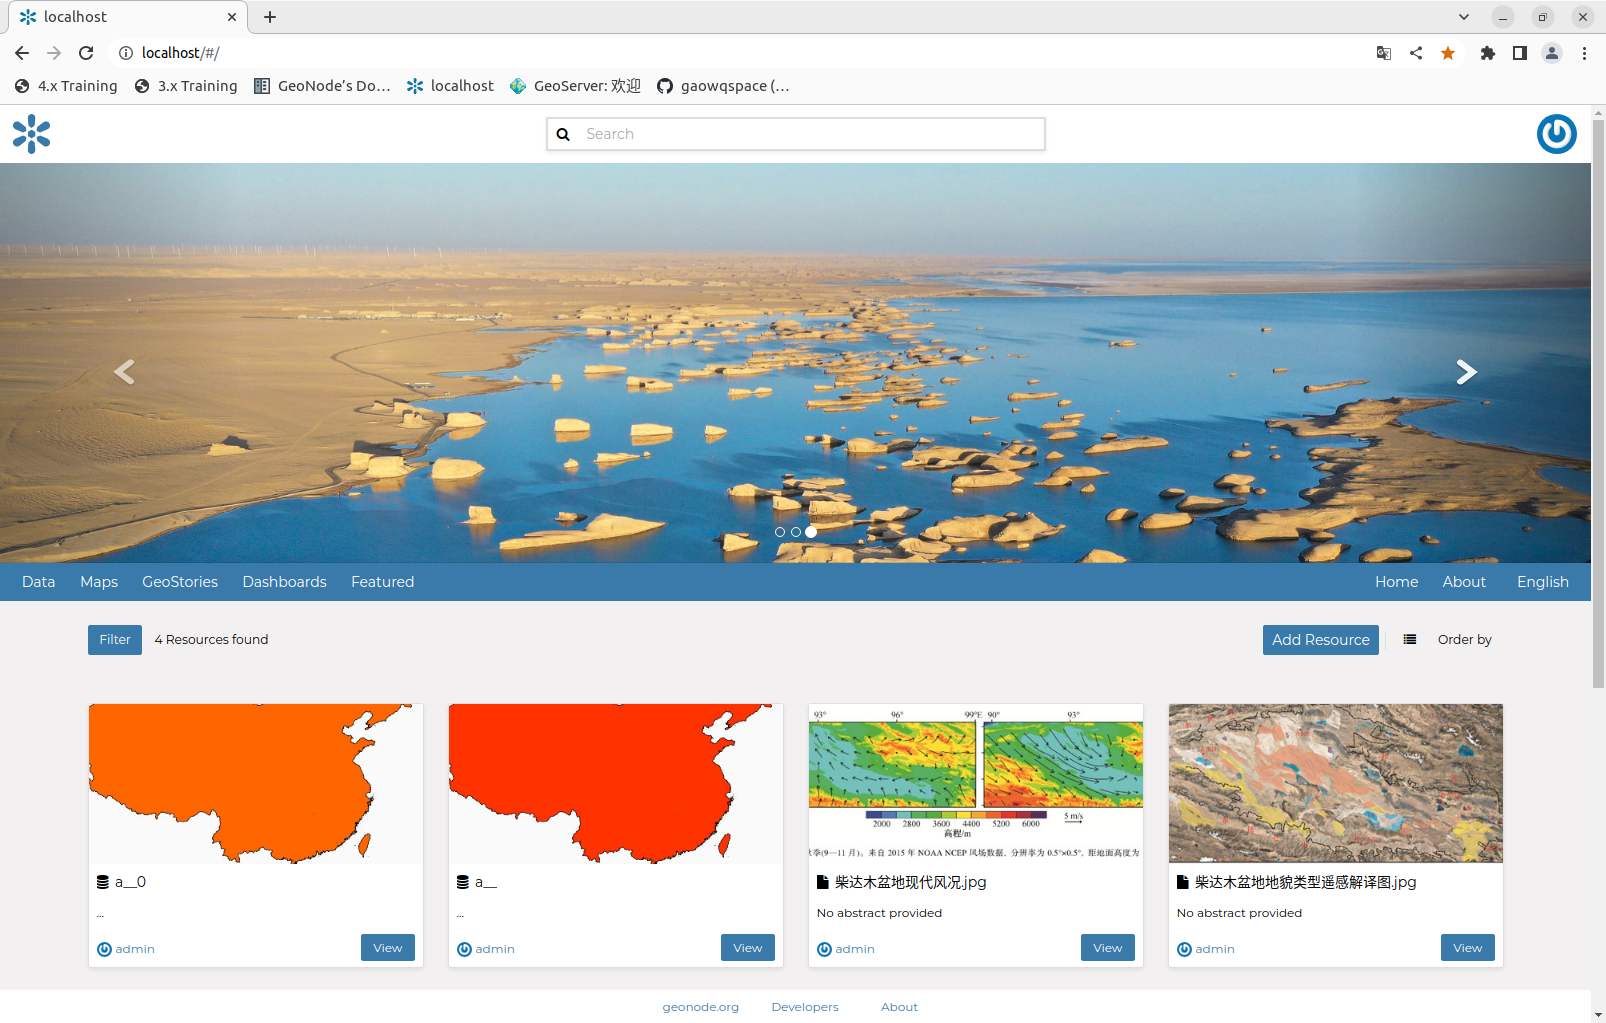 localhost
localhost/#/
4.x Training
3.x Training
GeoNode’s Do…
localhost
GeoServer: 欢迎
gaowqspace (…
Search
Data
Maps
GeoStories
Dashboards
Featured
Home
About
English
Filter
4 Resources found
Add Resource
Order by
93°
96°
99°E
90°
93°
2000
2800
3600
4400
5200
6000
5 m/s
高程/m
季(9—11 月)。来自 2015 年 NOAA NCEP 风场数据，分辨率为 0.5°×0.5°，距地面高度为
a__0
...
admin
View
a__
...
admin
View
柴达木盆地现代风况.jpg
No abstract provided
admin
View
柴达木盆地地貌类型遥感解译图.jpg
No abstract provided
admin
View
geonode.org
Developers
About